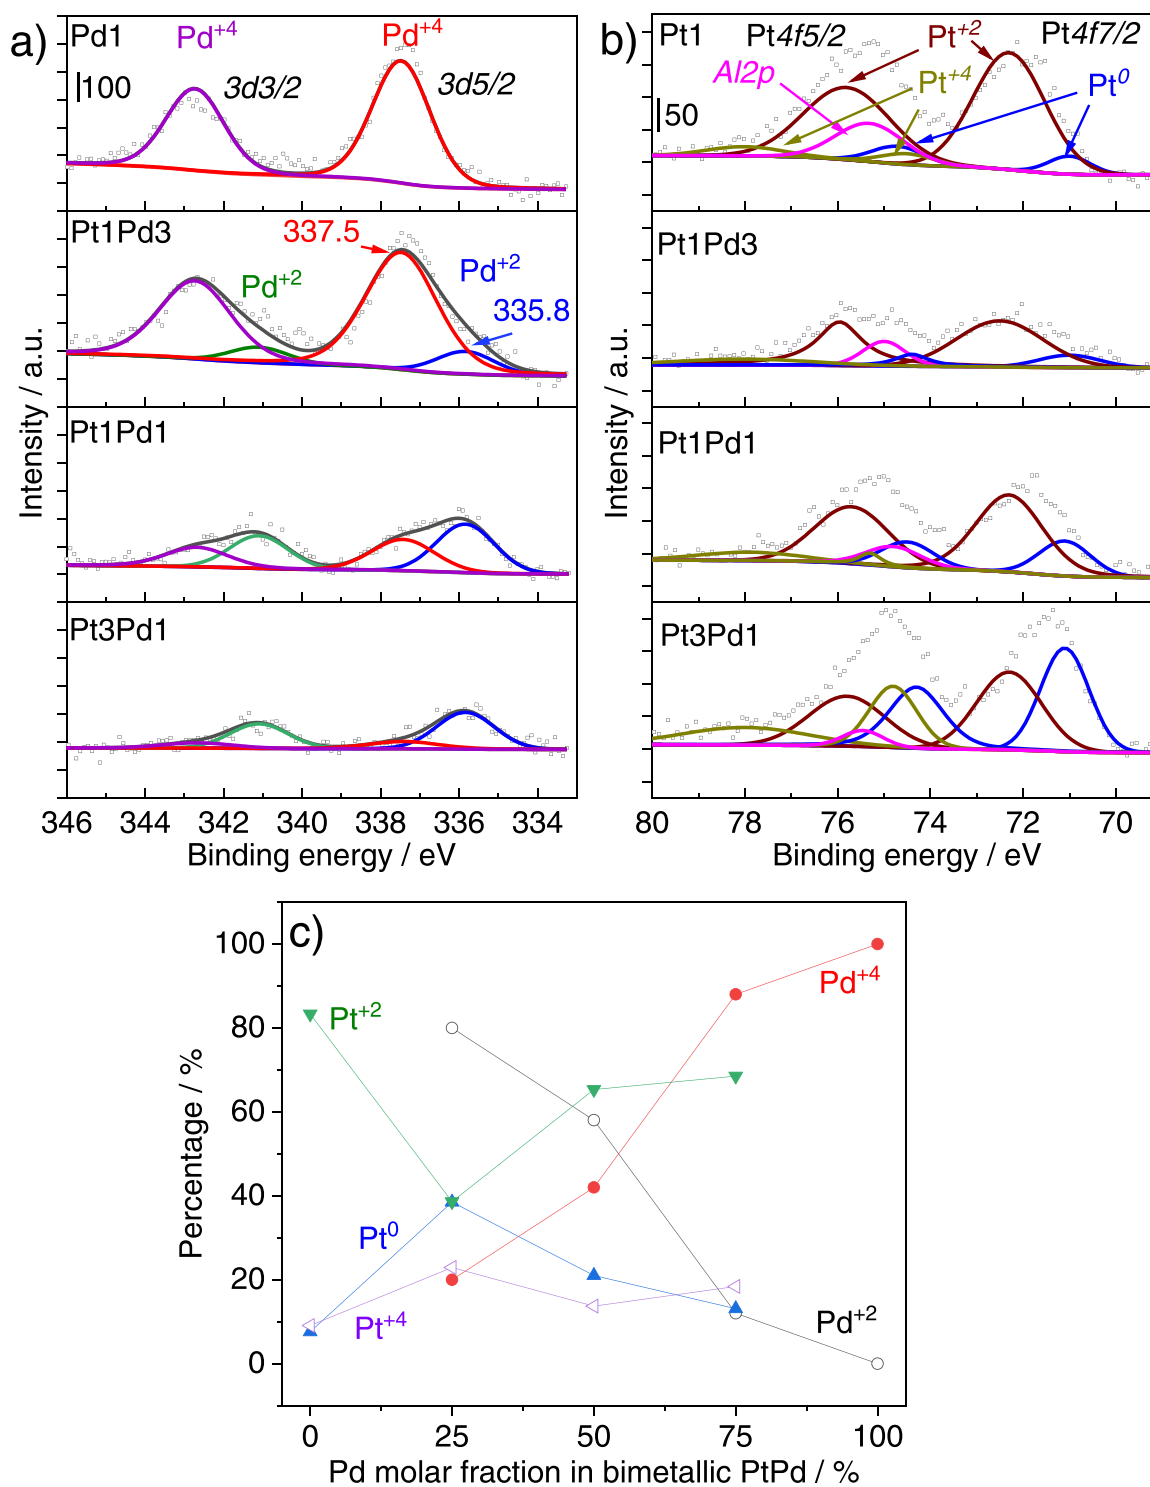 a)
Pd1
Pd+4
Pd+4
100
3d3/2
3d5/2
Pt1Pd3
337.5
Pd+2
Pd+2
335.8
Pt1Pd1
Pt3Pd1
Intensity / a.u.
346 344 342 340 338 336 334
Binding energy / eV
b)
Pt1
Pt4f5/2
Pt+2
Pt4f7/2
Al2p
Pt+4
Pt0
50
Pt1Pd3
Pt1Pd1
Pt3Pd1
Intensity / a.u.
80 78 76 74 72 70
Binding energy / eV
c)
100
80
60
40
20
0
Percentage / %
Pt+2
Pd+4
Pt0
Pt+4
Pd+2
0 25 50 75 100
Pd molar fraction in bimetallic PtPd / %